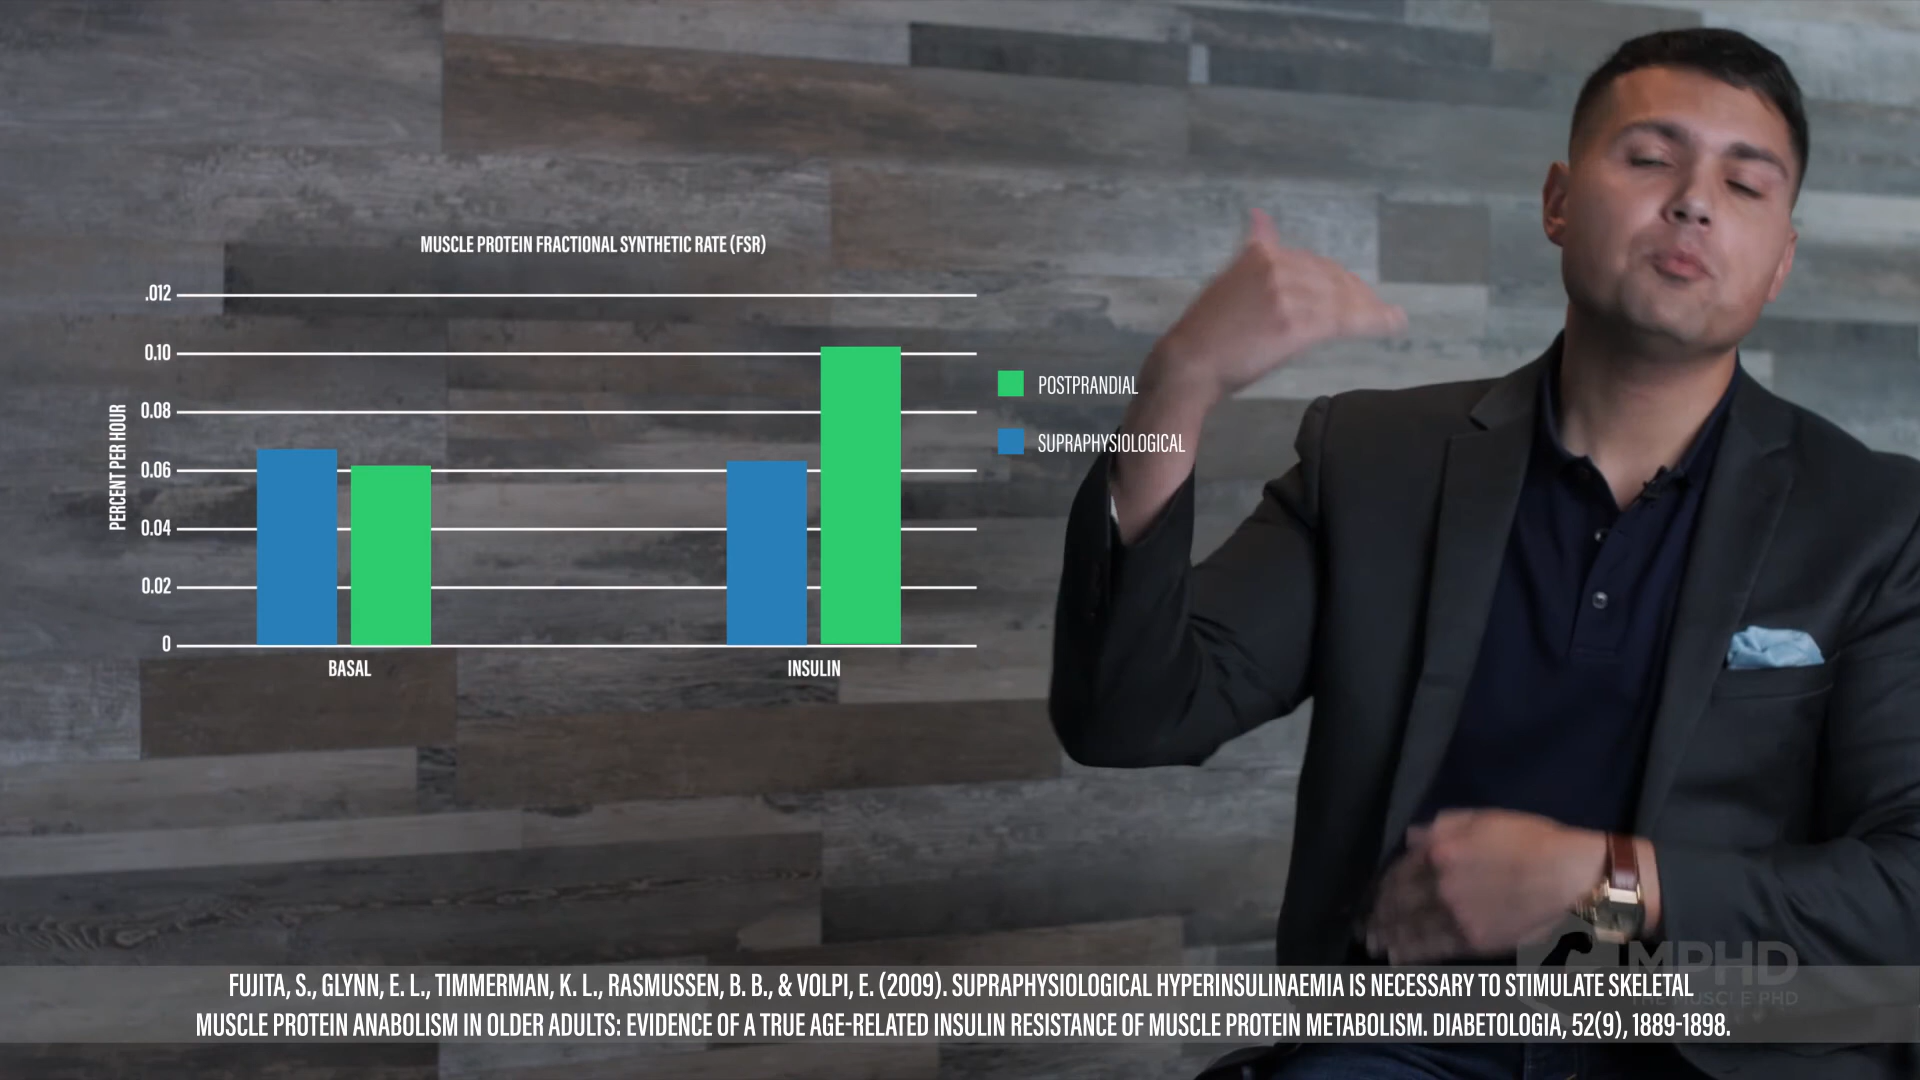 MUSCLE PROTEIN FRACTIONAL SYNTHETIC RATE (FSR)
.012
0.10
0.08
0.06
0.04
0.02
0
PERCENT PER HOUR
BASAL
INSULIN
POSTPRANDIAL
SUPRAPHYSIOLOGICAL
MPHD
THE MUSCLE PHD
FUJITA, S., GLYNN, E. L., TIMMERMAN, K. L., RASMUSSEN, B. B., & VOLPI, E. (2009). SUPRAPHYSIOLOGICAL HYPERINSULINAEMIA IS NECESSARY TO STIMULATE SKELETAL
MUSCLE PROTEIN ANABOLISM IN OLDER ADULTS: EVIDENCE OF A TRUE AGE-RELATED INSULIN RESISTANCE OF MUSCLE PROTEIN METABOLISM. DIABETOLOGIA, 52(9), 1889-1898.